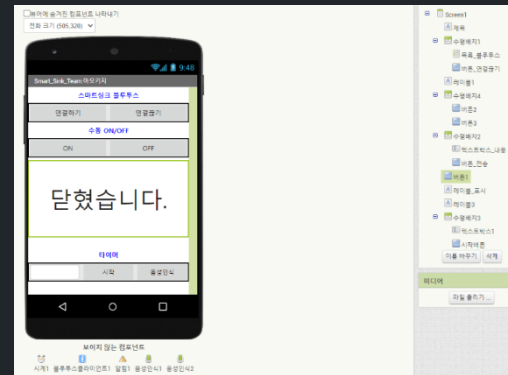 뷰어에 숨겨진 컴포넌트 나타내기
전화 크기 (505,320)
9:48
Smat_Sink_Team:아오키지
스마트싱크 블루투스
연결하기 연결끊기
수동 ON/OFF
ON OFF
닫혔습니다.
타이머
시작 음성인식
보이지 않는 컴포넌트
시계1 블루투스클라이언트1 알림1 음성인식1 음성인식2
Screen1
제목
수평배치1
목록_블루투스
버튼_연결끊기
레이블1
수평배치4
버튼2
버튼3
수평배치2
텍스트박스_내용
버튼_전송
버튼1
레이블_표시
레이블3
수평배치3
텍스트박스1
시작버튼
이름 바꾸기 삭제
미디어
파일 올리기 ...